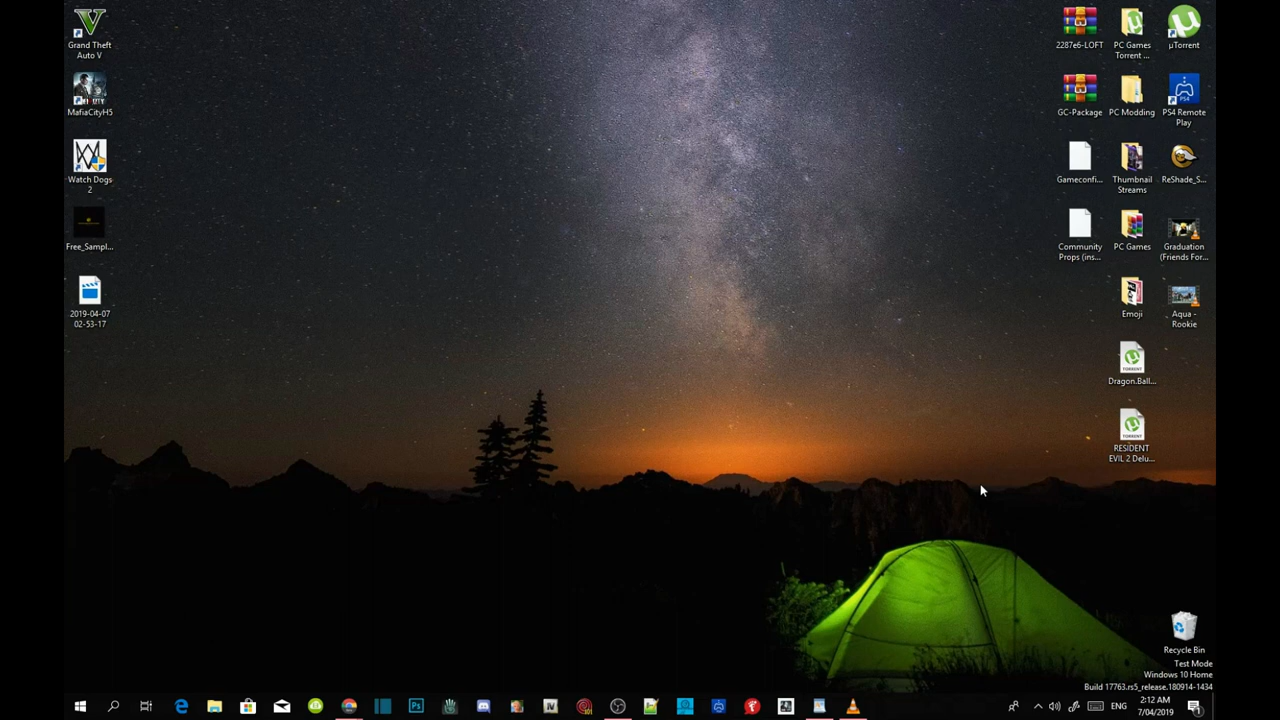 Grand Theft
Auto V
MafiaCityH5
Watch Dogs
2
Free_Sampl...
2019-04-07
02-53-17
2287e6-LOFT
PC Games
Torrent ...
µTorrent
GC-Package
PC Modding
PS4 Remote
Play
Gameconfi...
Thumbnail
Streams
ReShade_S...
Community
Props (ins...
PC Games
Graduation
(Friends For...
Emoji
Aqua -
Rookie
Dragon.Ball...
RESIDENT
EVIL 2 Delu...
Recycle Bin
Test Mode
Windows 10 Home
Build 17763.rs5_release.180914-1434
ENG
2:12 AM
7/04/2019